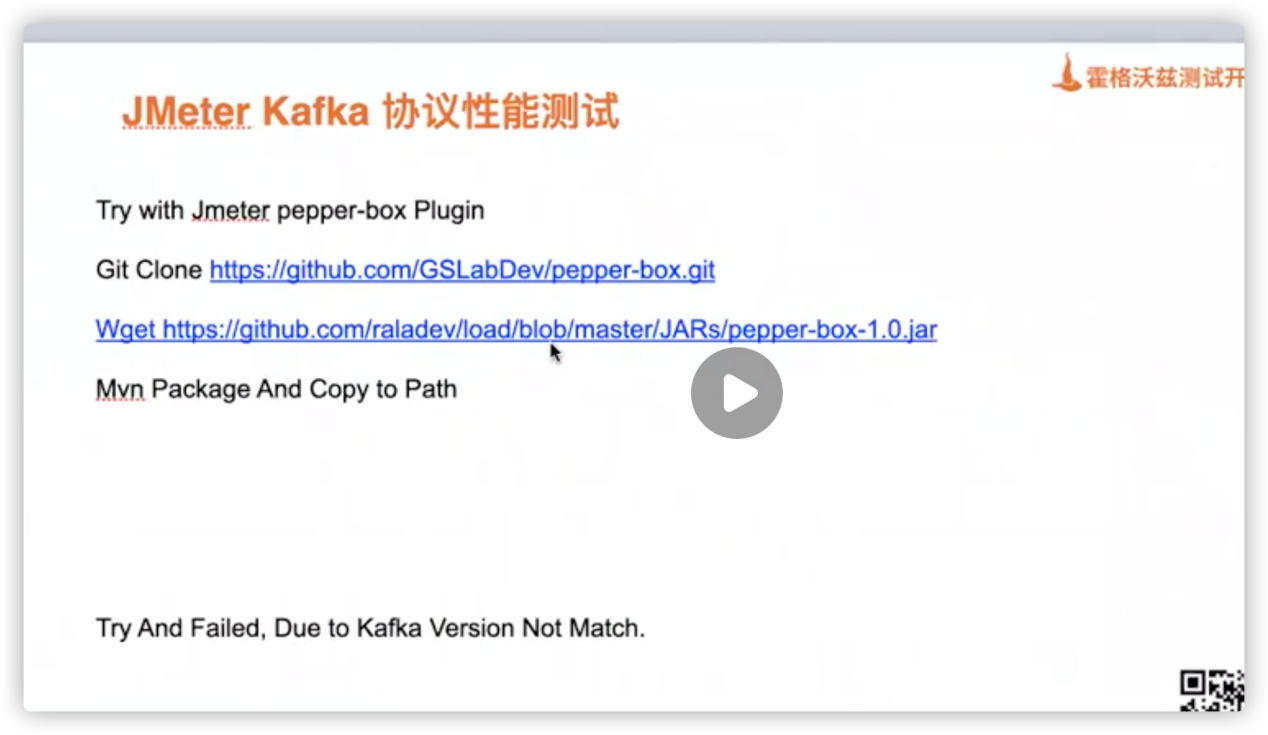 霍格沃兹测试开
JMeter Kafka 协议性能测试
Try with Jmeter pepper-box Plugin
Git Clone https://github.com/GSLabDev/pepper-box.git
Wget https://github.com/raladev/load/blob/master/JARs/pepper-box-1.0.jar
Mvn Package And Copy to Path
Try And Failed, Due to Kafka Version Not Match.